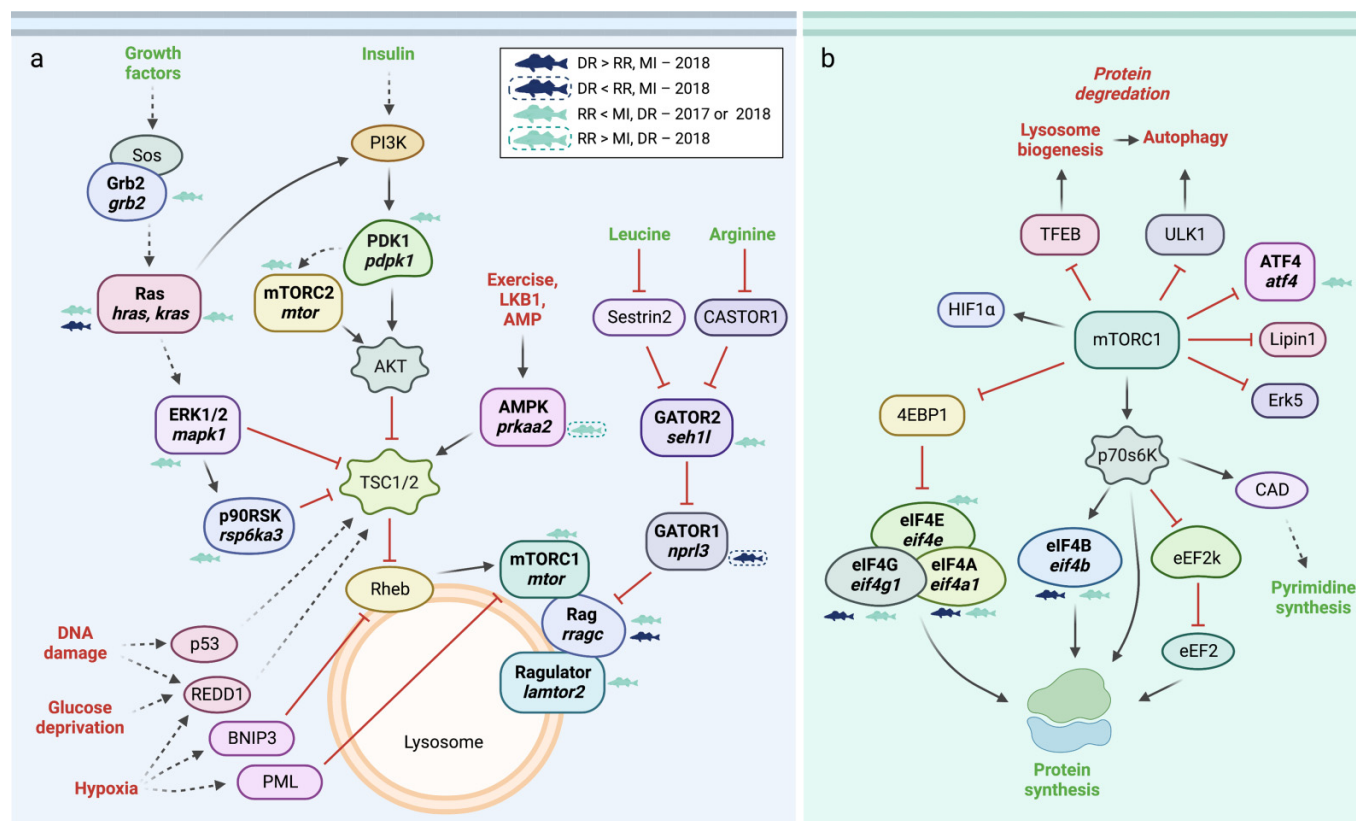 a
Growth
factors
Insulin
DR > RR, MI – 2018
DR < RR, MI – 2018
RR < MI, DR – 2017 or 2018
RR > MI, DR – 2018
Sos
Grb2
grb2
PI3K
PDK1
pdpk1
mTORC2
mtor
Ras
hras, kras
AKT
Exercise,
LKB1,
AMP
Leucine
Arginine
Sestrin2
CASTOR1
ERK1/2
mapk1
AMPK
prkaa2
GATOR2
seh1l
TSC1/2
p90RSK
rsp6ka3
GATOR1
nprl3
mTORC1
mtor
Rheb
Rag
rragc
Ragulator
lamtor2
DNA
damage
p53
REDD1
Glucose
deprivation
BNIP3
Hypoxia
PML
Lysosome
b
Protein
degredation
Lysosome
biogenesis
Autophagy
TFEB
ULK1
ATF4
atf4
HIF1α
mTORC1
Lipin1
Erk5
4EBP1
p70s6K
CAD
eIF4E
eif4e
eIF4G
eif4g1
eIF4A
eif4a1
eIF4B
eif4b
eEF2k
Pyrimidine
synthesis
eEF2
Protein
synthesis